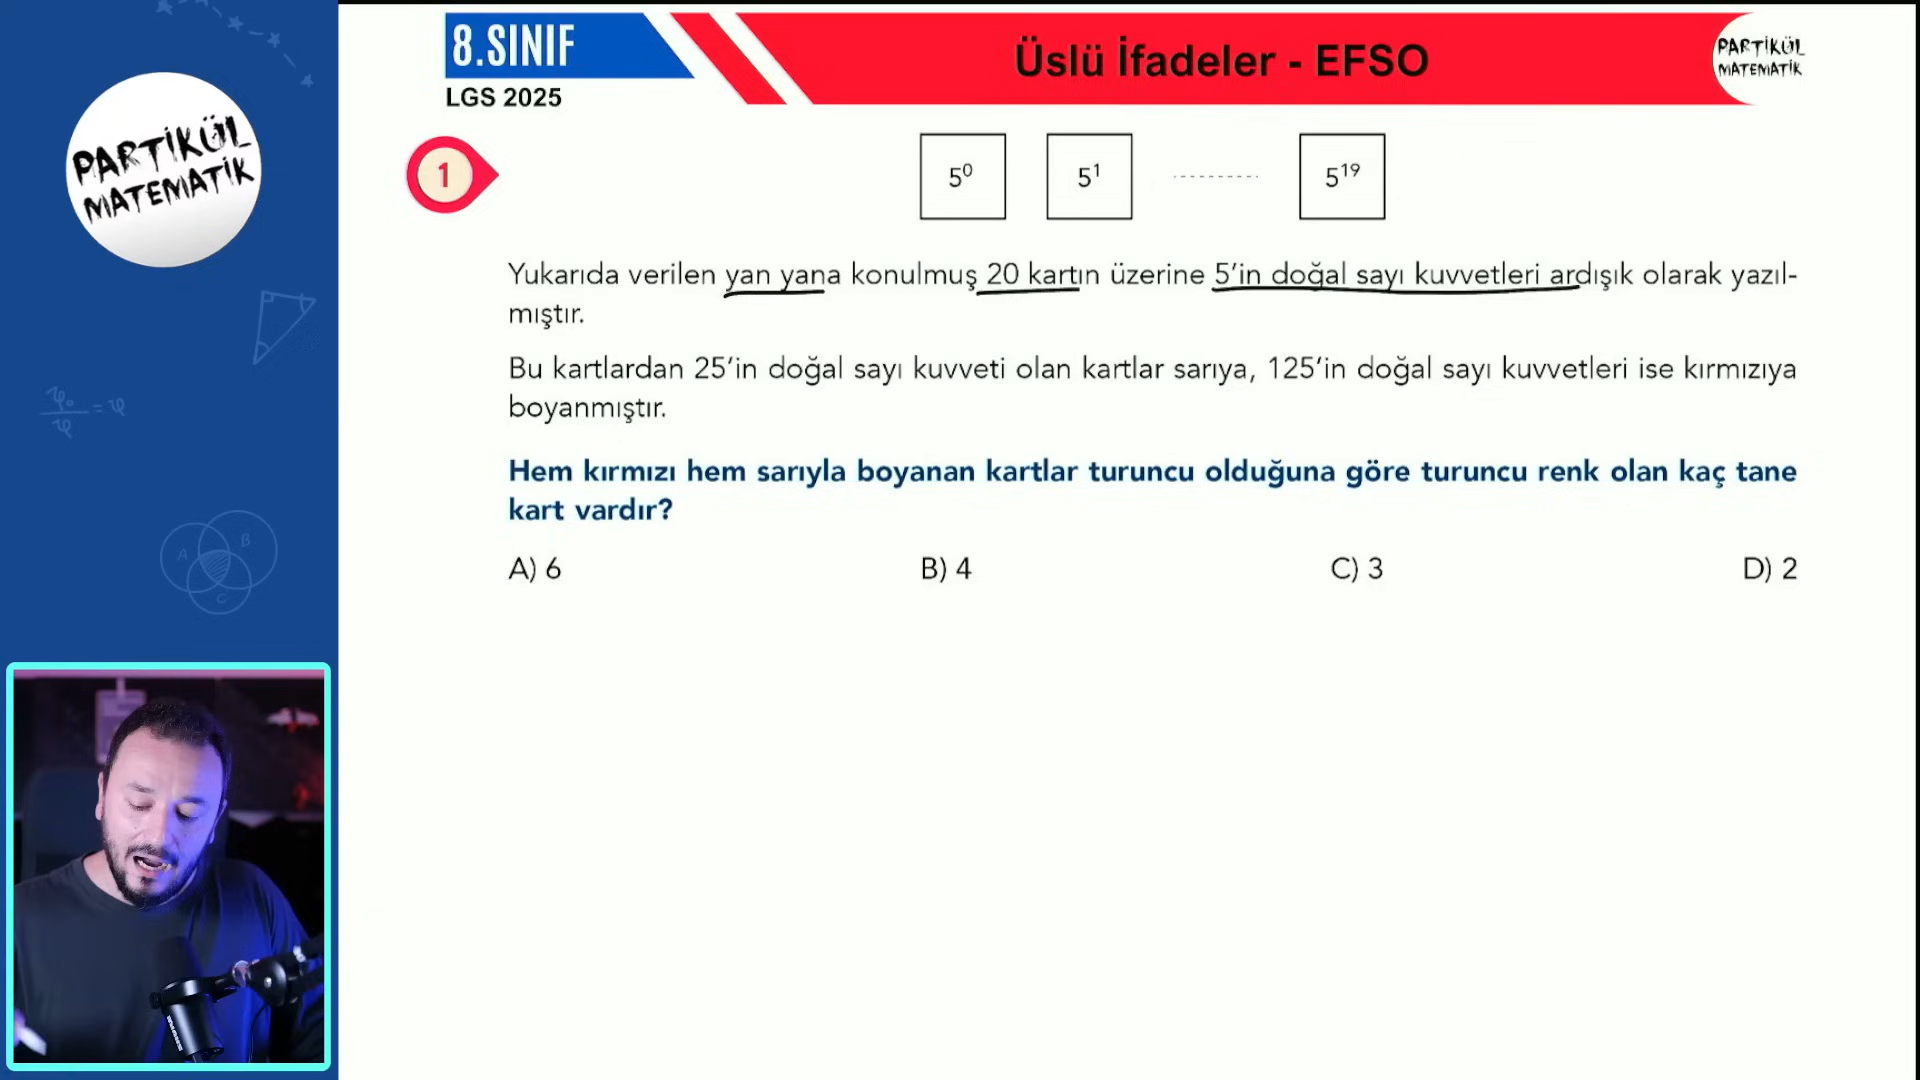 PARTİKÜL
MATEMATİK
8.SINIF
LGS 2025
Üslü İfadeler - EFSO
PARTİKÜL
MATEMATİK
1
5⁰ 5¹ ---------- 5¹⁹
Yukarıda verilen yan yana konulmuş 20 kartın üzerine 5’in doğal sayı kuvvetleri ardışık olarak yazıl-
mıştır.
Bu kartlardan 25’in doğal sayı kuvveti olan kartlar sarıya, 125’in doğal sayı kuvvetleri ise kırmızıya
boyanmıştır.
Hem kırmızı hem sarıyla boyanan kartlar turuncu olduğuna göre turuncu renk olan kaç tane
kart vardır?
A) 6 B) 4 C) 3 D) 2
A B
C